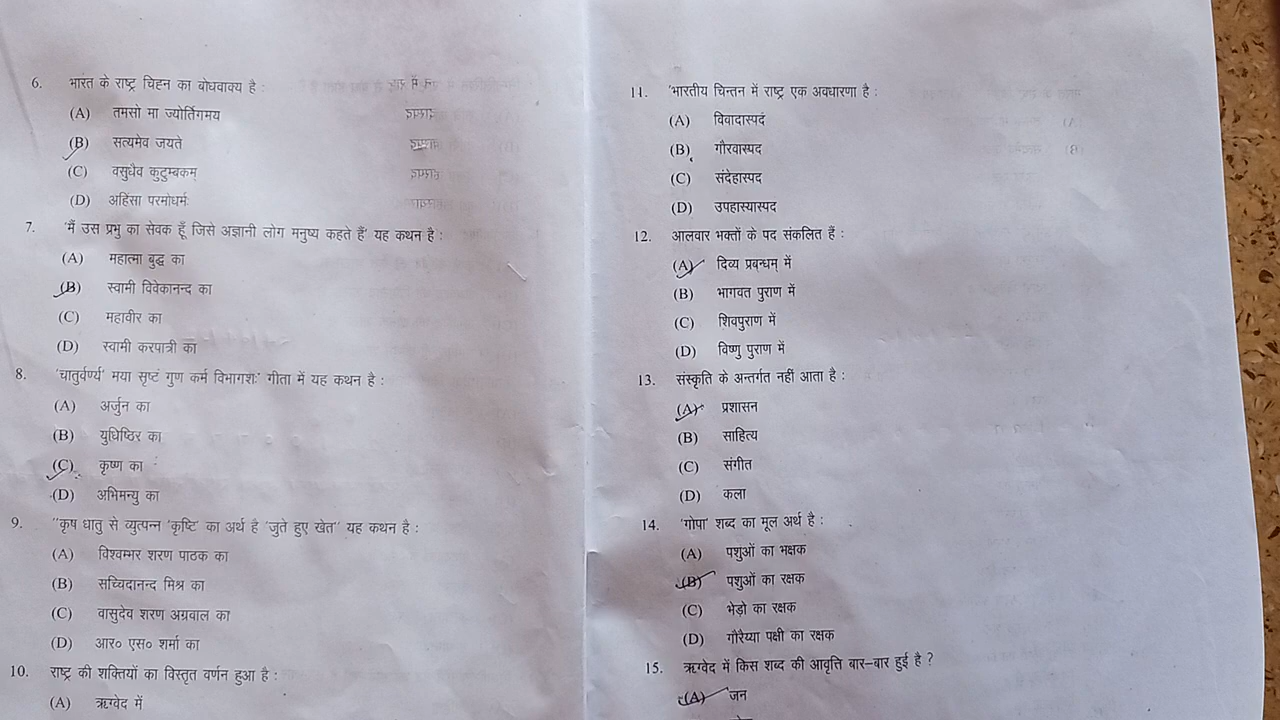 6. भारत के राष्ट्र चिह्न का बोधवाक्य है :
(A) तमसो मा ज्योर्तिगमय
(B) सत्यमेव जयते
(C) वसुधैव कुटुम्बकम्
(D) अहिंसा परमोधर्मः
7. 'मैं उस प्रभु का सेवक हूँ जिसे अज्ञानी लोग मनुष्य कहते हैं' यह कथन है :
(A) महात्मा बुद्ध का
(B) स्वामी विवेकानन्द का
(C) महावीर का
(D) स्वामी करपात्री का
8. 'चातुर्वर्ण्य' मया सृष्टं गुण कर्म विभागशः' गीता में यह कथन है :
(A) अर्जुन का
(B) युधिष्ठिर का
(C) कृष्ण का
(D) अभिमन्यु का
9. "कृष धातु से व्युत्पन्न 'कृष्टि' का अर्थ है 'जुते हुए खेत'' यह कथन है :
(A) विश्वम्भर शरण पाठक का
(B) सच्चिदानन्द मिश्र का
(C) वासुदेव शरण अग्रवाल का
(D) आर० एस० शर्मा का
10. राष्ट्र की शक्तियों का विस्तृत वर्णन हुआ है :
(A) ऋग्वेद में
11. 'भारतीय चिन्तन में राष्ट्र एक अवधारणा है :
(A) विवादास्पदं
(B) गौरवास्पद
(C) संदेहास्पद
(D) उपहास्यास्पद
12. आलवार भक्तों के पद संकलित हैं :
(A) दिव्य प्रबन्धम् में
(B) भागवत पुराण में
(C) शिवपुराण में
(D) विष्णु पुराण में
13. संस्कृति के अन्तर्गत नहीं आता है :
(A) प्रशासन
(B) साहित्य
(C) संगीत
(D) कला
14. 'गोपा' शब्द का मूल अर्थ है :
(A) पशुओं का भक्षक
(B) पशुओं का रक्षक
(C) भेड़ो का रक्षक
(D) गौरैय्या पक्षी का रक्षक
15. ऋग्वेद में किस शब्द की आवृत्ति बार-बार हुई है ?
(A) जन